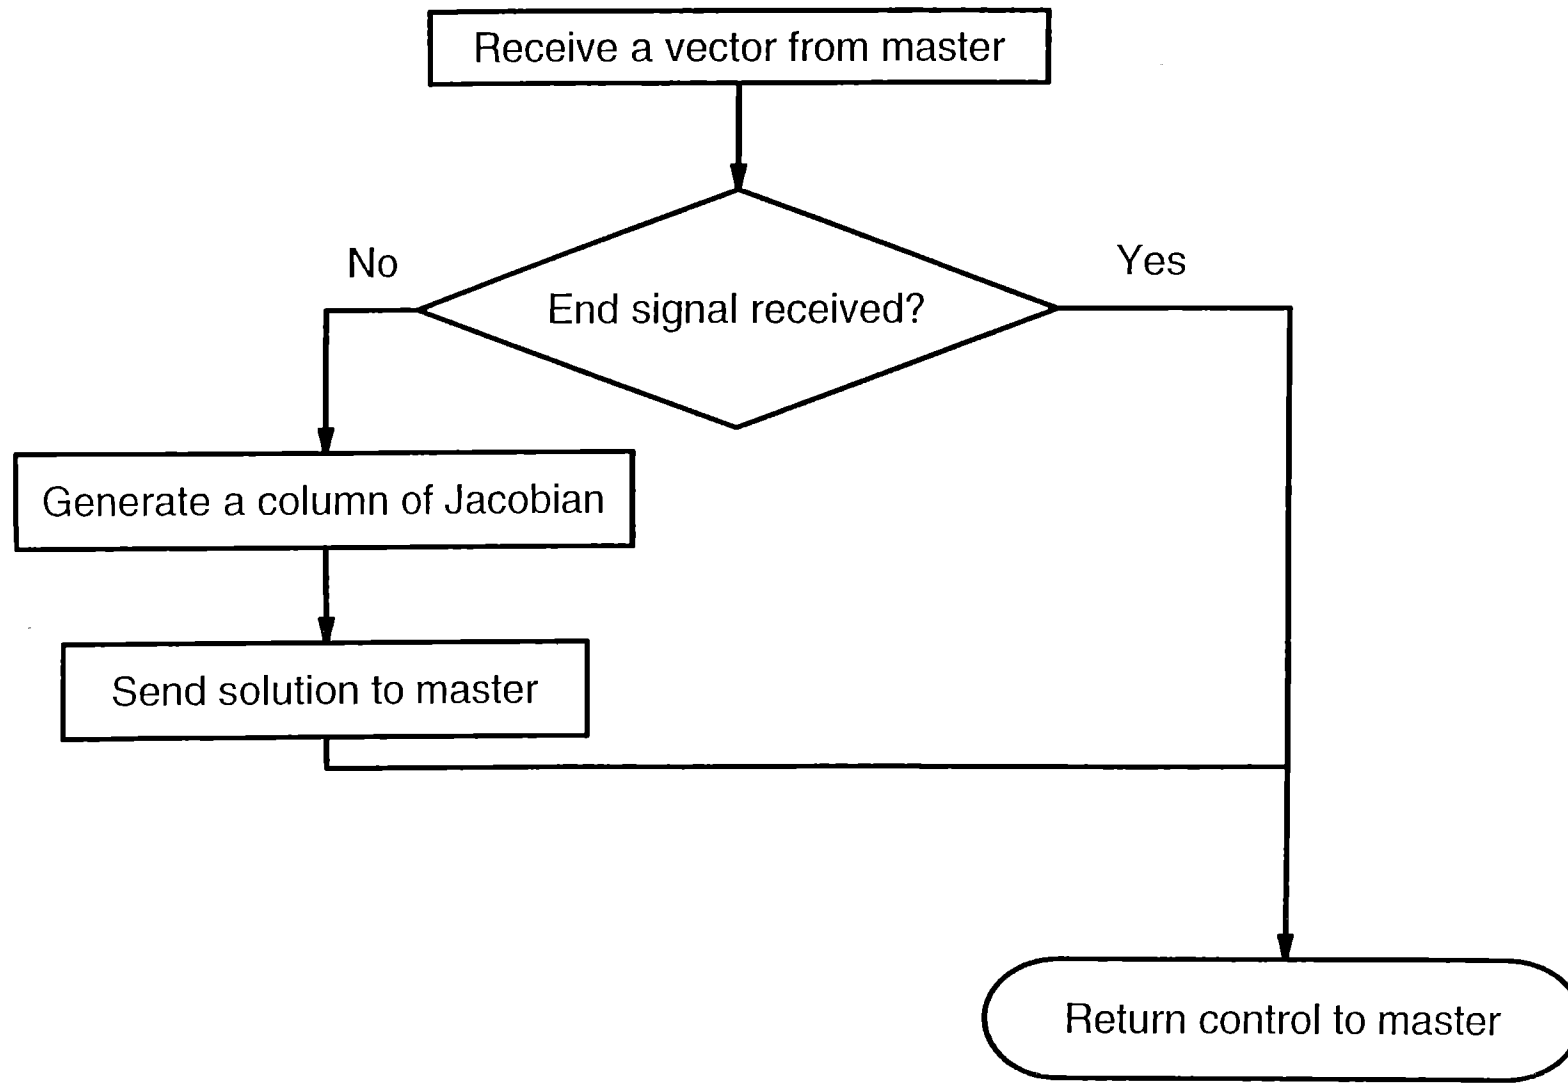 Receive a vector from master
No
Yes
End signal received?
Generate a column of Jacobian
Send solution to master
Return control to master